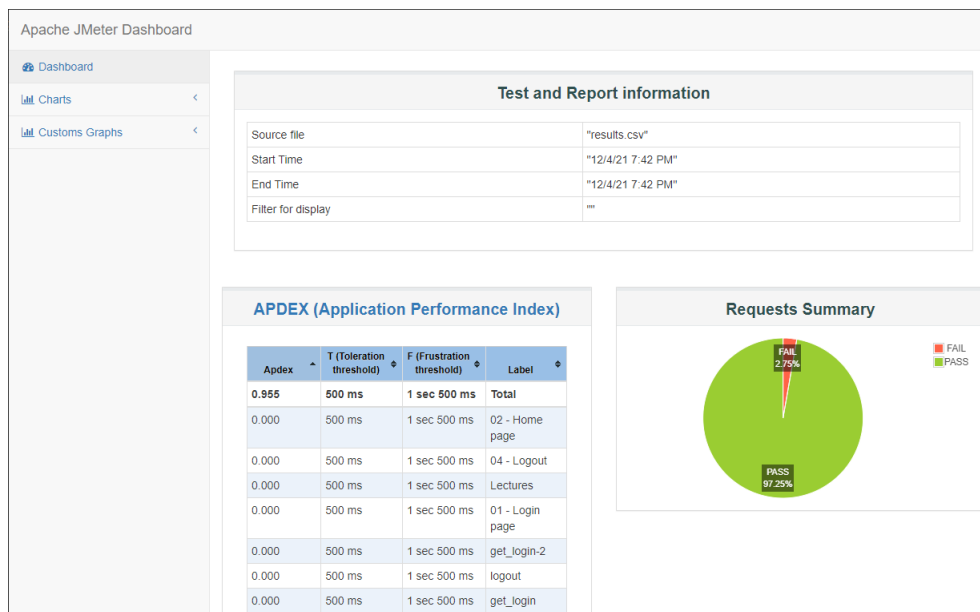 Apache JMeter Dashboard
Dashboard
Charts
Customs Graphs
Test and Report information
Source file "results.csv"
Start Time "12/4/21 7:42 PM"
End Time "12/4/21 7:42 PM"
Filter for display ""
APDEX (Application Performance Index)
Apdex T (Toleration threshold) F (Frustration threshold) Label
0.955 500 ms 1 sec 500 ms Total
0.000 500 ms 1 sec 500 ms 02 - Home
page
0.000 500 ms 1 sec 500 ms 04 - Logout
0.000 500 ms 1 sec 500 ms Lectures
0.000 500 ms 1 sec 500 ms 01 - Login
page
0.000 500 ms 1 sec 500 ms get_login-2
0.000 500 ms 1 sec 500 ms logout
0.000 500 ms 1 sec 500 ms get_login
Requests Summary
FAIL
2.75%
PASS
97.25%
FAIL
PASS